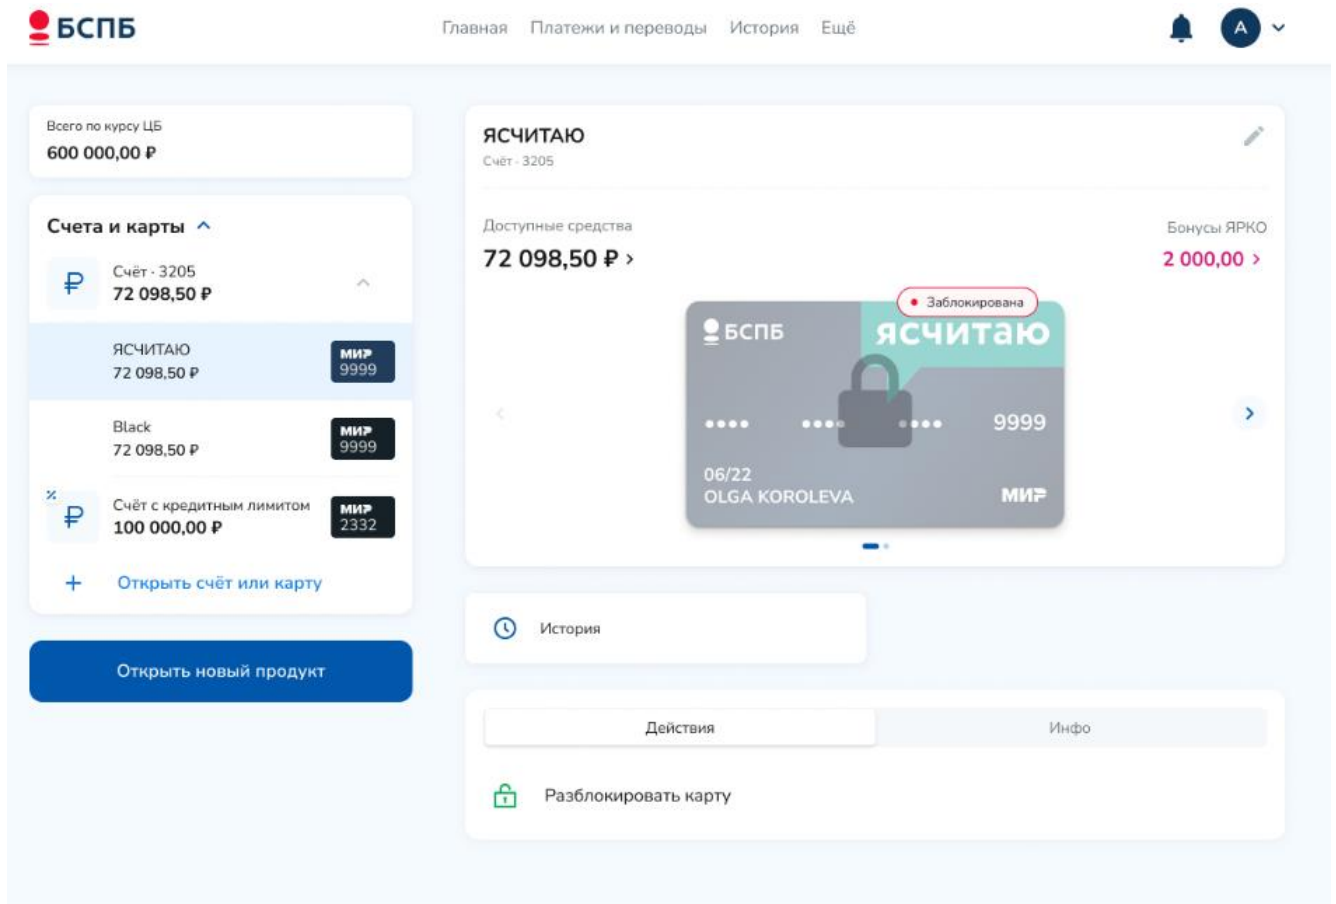 БСПБ
Главная Платежи и переводы История Ещё
А
Всего по курсу ЦБ
600 000,00 ₽
Счета и карты
₽
Счёт · 3205
72 098,50 ₽
ЯСЧИТАЮ
72 098,50 ₽
МИР
9999
Black
72 098,50 ₽
МИР
9999
%
₽
Счёт с кредитным лимитом
100 000,00 ₽
МИР
2332
+ Открыть счёт или карту
Открыть новый продукт
ЯСЧИТАЮ
Счёт · 3205
Доступные средства
72 098,50 ₽ >
Бонусы ЯРКО
2 000,00 >
Заблокирована
БСПБ
ясчитаю
•••• •••• •••• 9999
06/22
OLGA KOROLEVA
МИР
История
Действия
Инфо
Разблокировать карту